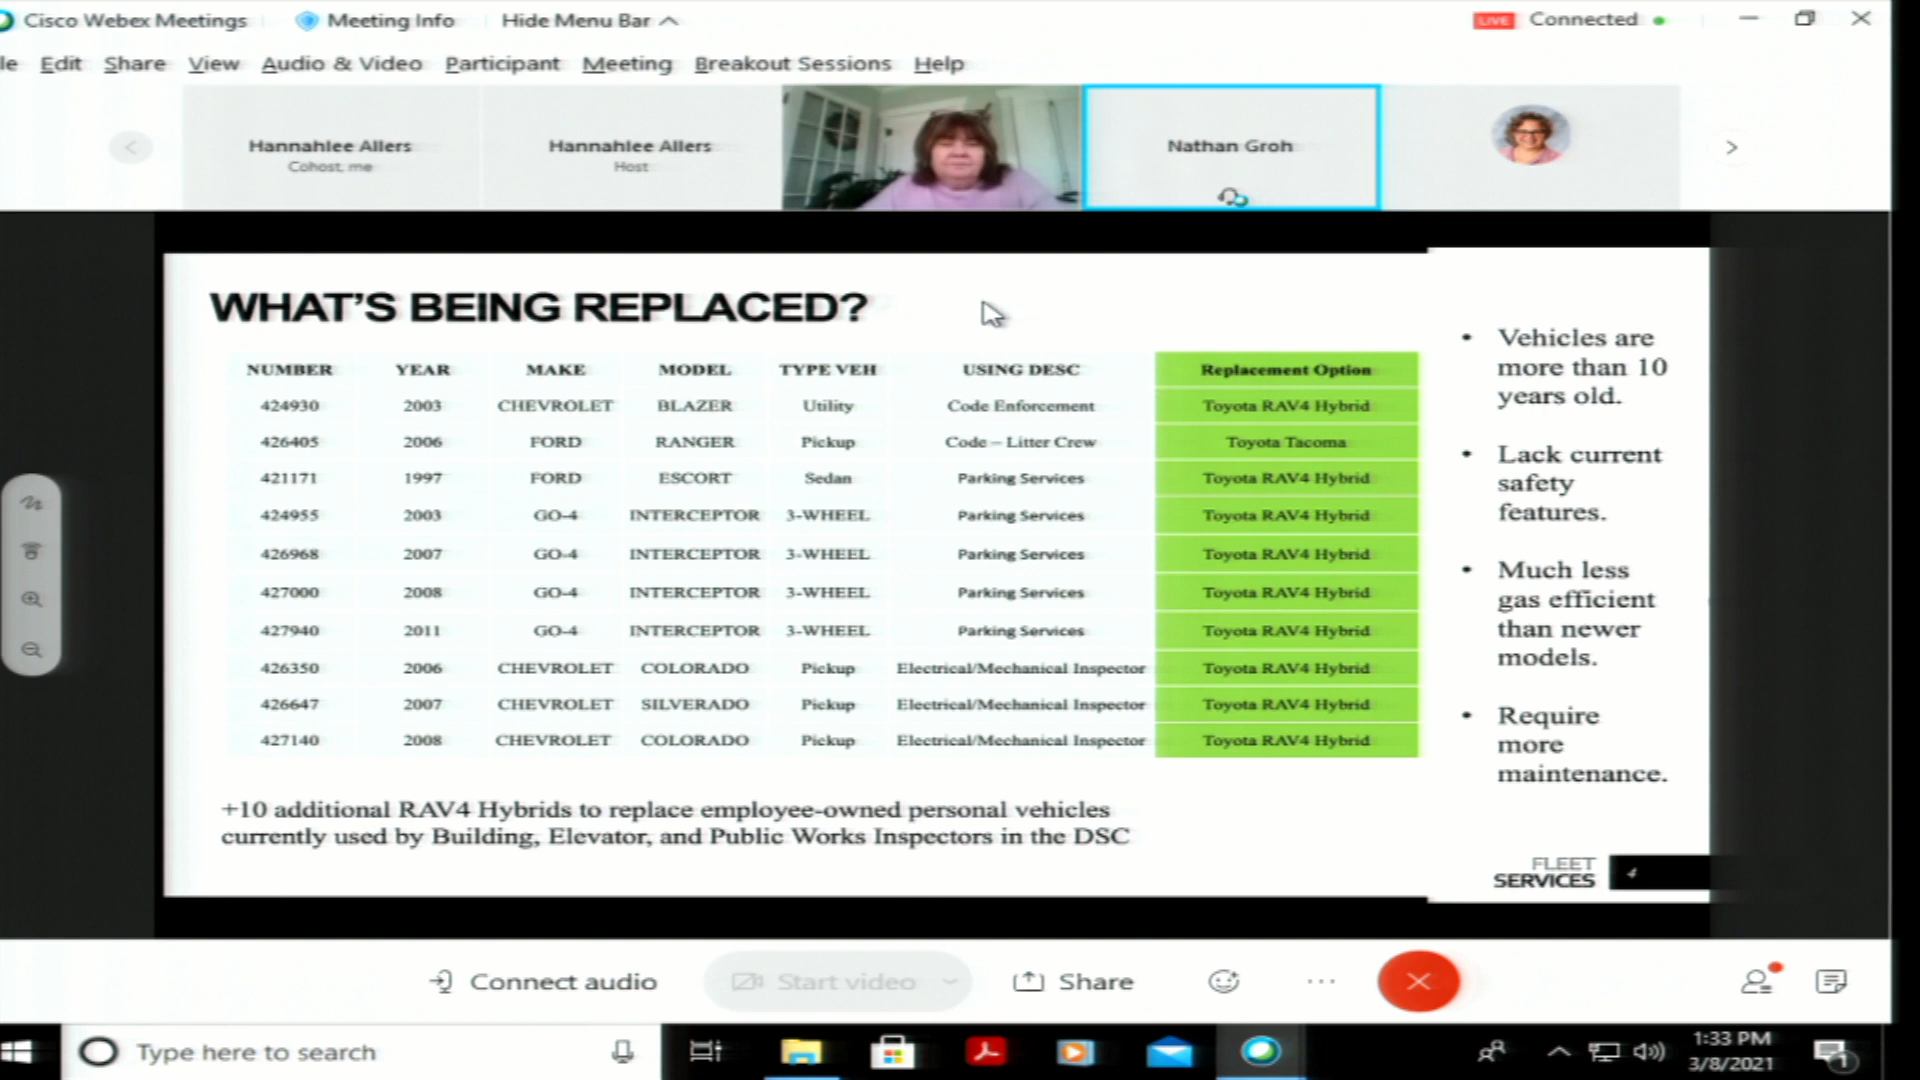 Cisco Webex Meetings Meeting Info Hide Menu Bar LIVE Connected
le Edit Share View Audio & Video Participant Meeting Breakout Sessions Help
Hannahlee Allers
Cohost, me
Hannahlee Allers
Host
Nathan Groh
WHAT'S BEING REPLACED?
NUMBER YEAR MAKE MODEL TYPE VEH USING DESC Replacement Option
424930 2003 CHEVROLET BLAZER Utility Code Enforcement Toyota RAV4 Hybrid
426405 2006 FORD RANGER Pickup Code – Litter Crew Toyota Tacoma
421171 1997 FORD ESCORT Sedan Parking Services Toyota RAV4 Hybrid
424955 2003 GO-4 INTERCEPTOR 3-WHEEL Parking Services Toyota RAV4 Hybrid
426968 2007 GO-4 INTERCEPTOR 3-WHEEL Parking Services Toyota RAV4 Hybrid
427000 2008 GO-4 INTERCEPTOR 3-WHEEL Parking Services Toyota RAV4 Hybrid
427940 2011 GO-4 INTERCEPTOR 3-WHEEL Parking Services Toyota RAV4 Hybrid
426350 2006 CHEVROLET COLORADO Pickup Electrical/Mechanical Inspector Toyota RAV4 Hybrid
426647 2007 CHEVROLET SILVERADO Pickup Electrical/Mechanical Inspector Toyota RAV4 Hybrid
427140 2008 CHEVROLET COLORADO Pickup Electrical/Mechanical Inspector Toyota RAV4 Hybrid
+10 additional RAV4 Hybrids to replace employee-owned personal vehicles
currently used by Building, Elevator, and Public Works Inspectors in the DSC
• Vehicles are
more than 10
years old.
• Lack current
safety
features.
• Much less
gas efficient
than newer
models.
• Require
more
maintenance.
FLEET
SERVICES
4
Connect audio Start video Share
Type here to search
1:33 PM
3/8/2021
1